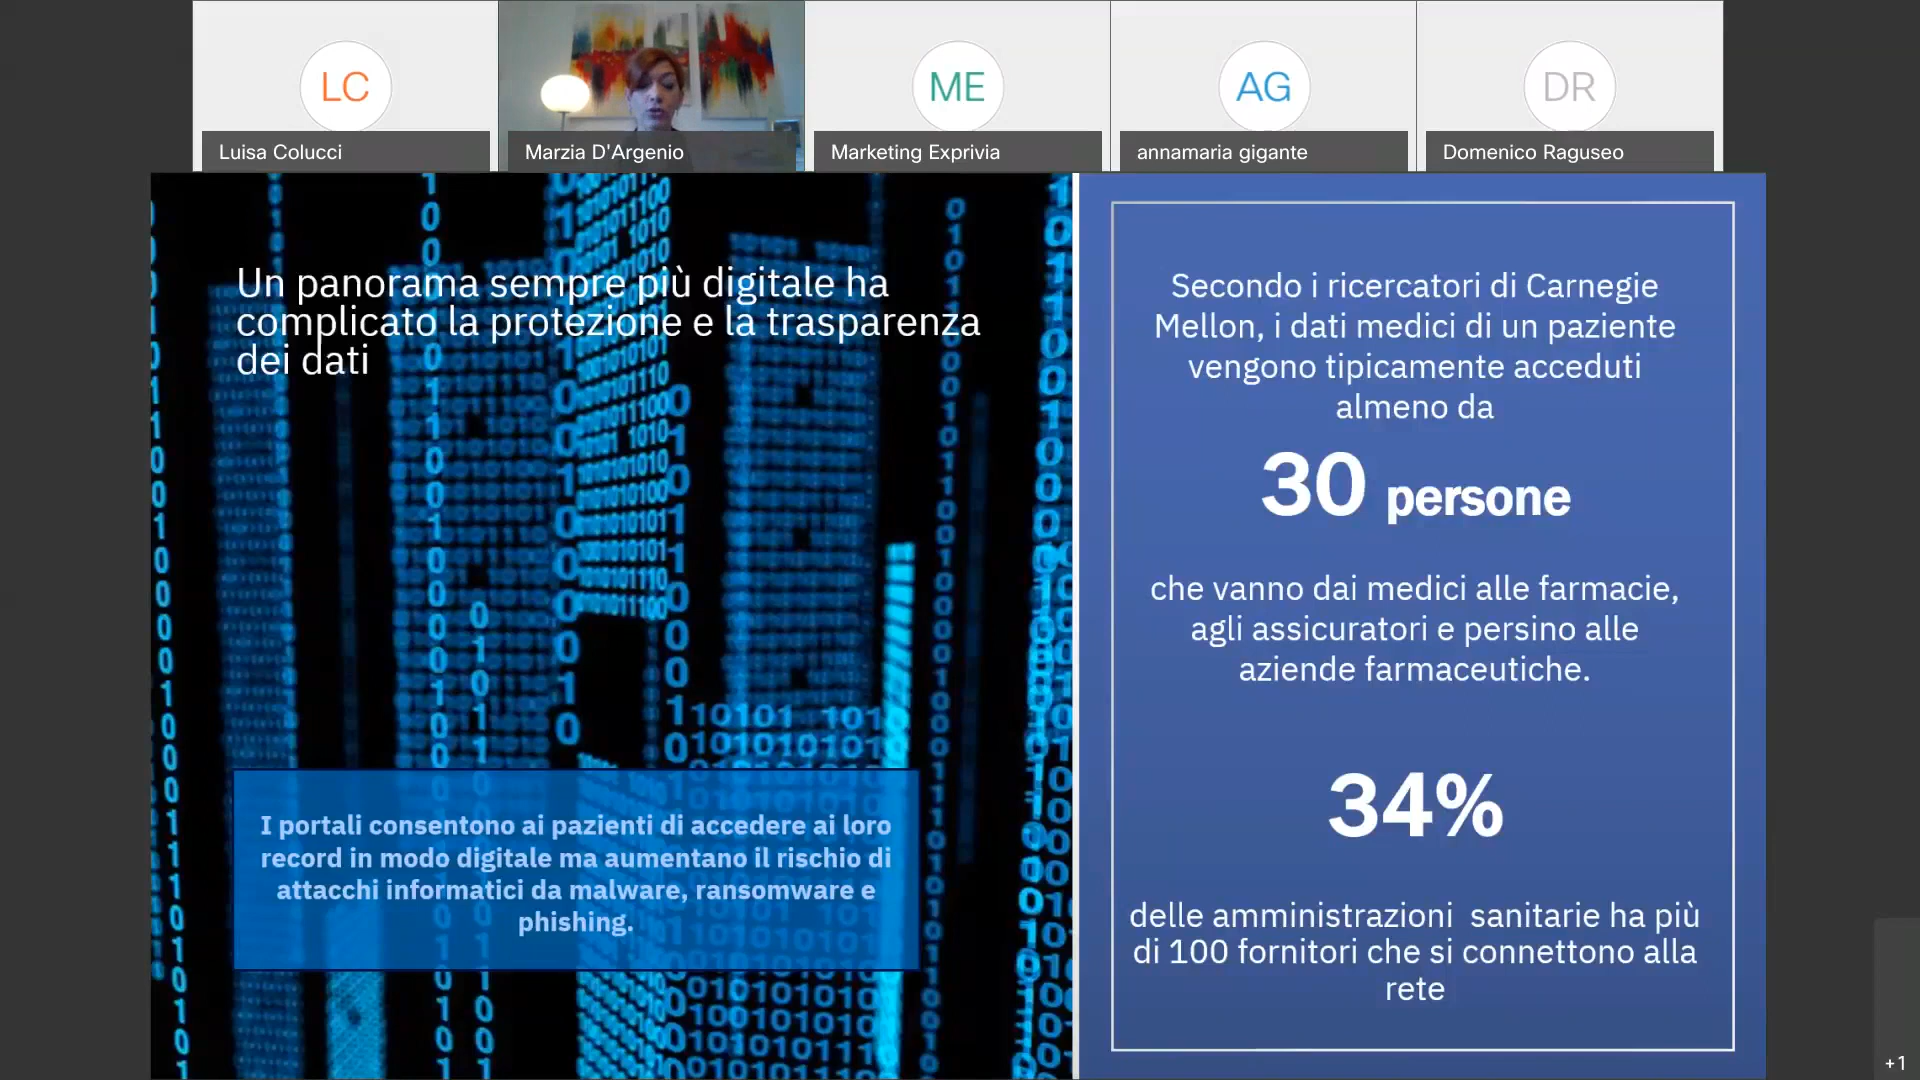 LC
ME
AG
DR
Luisa Colucci
Marzia D'Argenio
Marketing Exprivia
annamaria gigante
Domenico Raguseo
Un panorama sempre più digitale ha
complicato la protezione e la trasparenza
dei dati
I portali consentono ai pazienti di accedere ai loro
record in modo digitale ma aumentano il rischio di
attacchi informatici da malware, ransomware e
phishing.
Secondo i ricercatori di Carnegie
Mellon, i dati medici di un paziente
vengono tipicamente acceduti
almeno da
30 persone
che vanno dai medici alle farmacie,
agli assicuratori e persino alle
aziende farmaceutiche.
34%
delle amministrazioni sanitarie ha più
di 100 fornitori che si connettono alla
rete
+1